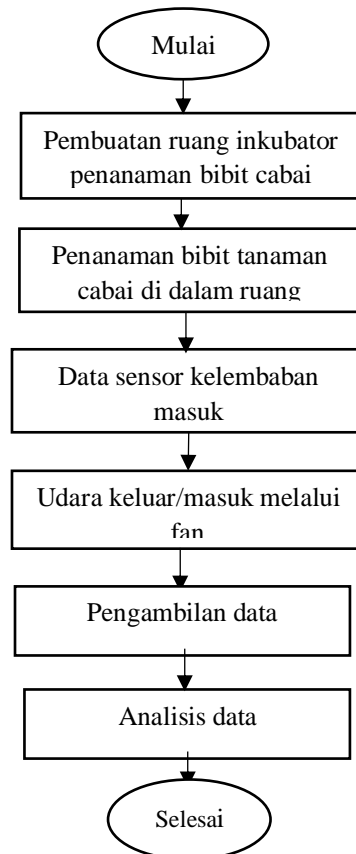 Mulai
Pembuatan ruang inkubator
penanaman bibit cabai
Penanaman bibit tanaman
cabai di dalam ruang
Data sensor kelembaban
masuk
Udara keluar/masuk melalui
fan
Pengambilan data
Analisis data
Selesai